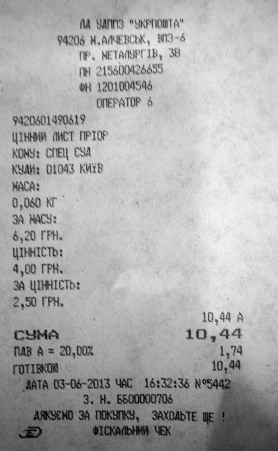 ЛА УДППЗ "УКРПОШТА"
94206 М.АЛЧЕВСЬК, ВПЗ-6
ПР. МЕТАЛУРГІВ, 3В
ПН 215600426655
ФН 1201004546
ОПЕРАТОР 6
9420601490619
ЦІННИЙ ЛИСТ ПРІОР
КОМУ: СПЕЦ СУД
КУДИ: 01043 КИЇВ
МАСА:
0,060 КГ
ЗА МАСУ:
6,20 ГРН.
ЦІННІСТЬ:
4,00 ГРН.
ЗА ЦІННІСТЬ:
2,50 ГРН.
10,44 А
СУМА 10,44
ПДВ А = 20,00% 1,74
ГОТІВКОЮ 10,44
ДАТА 03-06-2013 ЧАС 16:32:36 №5442
З. Н. ББ00000706
ДЯКУЄМО ЗА ПОКУПКУ, ЗАХОДЬТЕ ЩЕ !
ФІСКАЛЬНИЙ ЧЕК